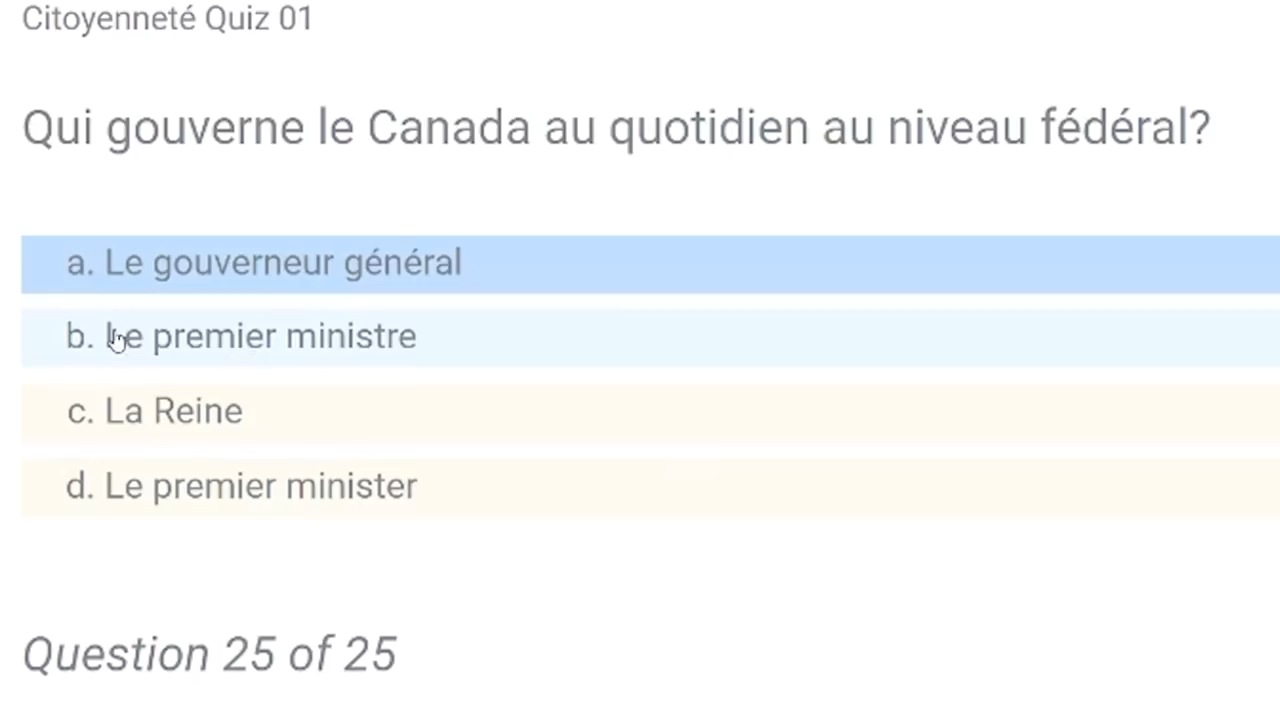 Citoyenneté Quiz 01
Qui gouverne le Canada au quotidien au niveau fédéral?
a. Le gouverneur général
b. Le premier ministre
c. La Reine
d. Le premier minister
Question 25 of 25